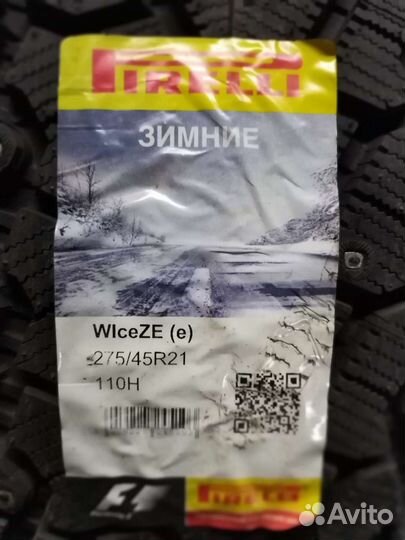 PIRELLI
ЗИМНИЕ
WIceZE (e)
275/45R21
110H
PIRELLI
Avito